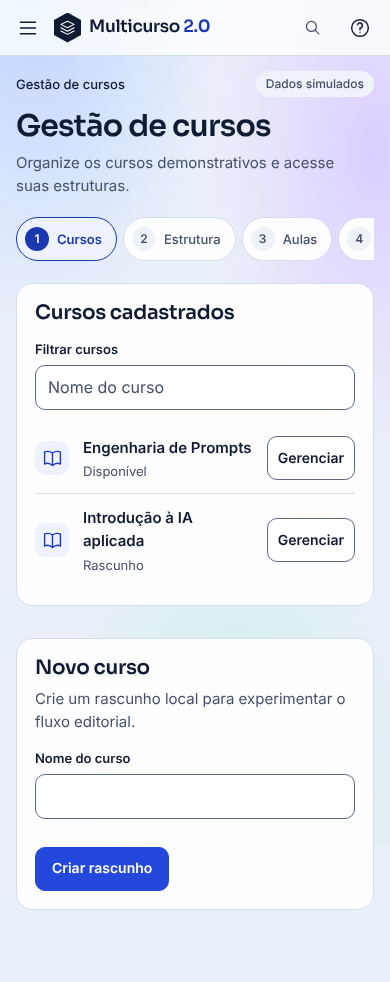 Multicurso 2.0
Gestão de cursos
Dados simulados
Gestão de cursos
Organize os cursos demonstrativos e acesse
suas estruturas.
1 Cursos
2 Estrutura
3 Aulas
4
Cursos cadastrados
Filtrar cursos
Nome do curso
Engenharia de Prompts
Disponível
Gerenciar
Introdução à IA
aplicada
Rascunho
Gerenciar
Novo curso
Crie um rascunho local para experimentar o
fluxo editorial.
Nome do curso
Criar rascunho